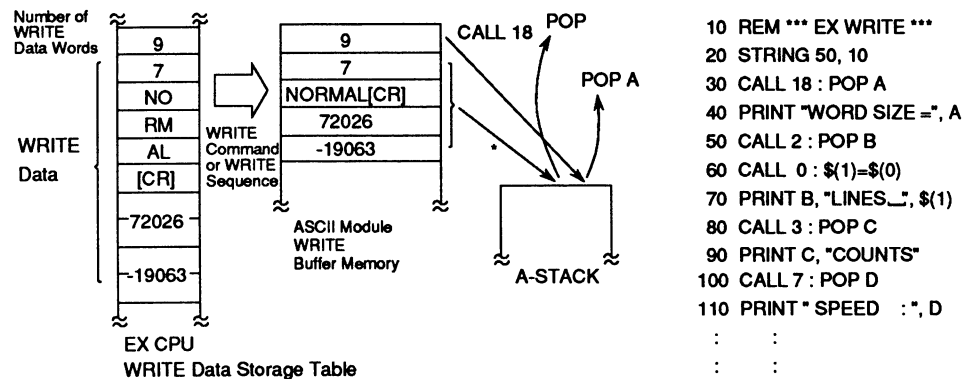 Number of
WRITE
Data Words
9
7
NO
RM
AL
[CR]
72026
-19063
WRITE
Data
EX CPU
WRITE Data Storage Table
WRITE
Command
or WRITE
Sequence
9
7
NORMAL[CR]
72026
-19063
ASCII Module
WRITE
Buffer Memory
CALL 18
POP
POP A
*
A-STACK
10 REM *** EX WRITE ***
20 STRING 50, 10
30 CALL 18 : POP A
40 PRINT "WORD SIZE =", A
50 CALL 2 : POP B
60 CALL 0 : $(1)=$(0)
70 PRINT B, "LINES⎵", $(1)
80 CALL 3 : POP C
90 PRINT C, "COUNTS"
100 CALL 7 : POP D
110 PRINT " SPEED : ", D
: :
: :